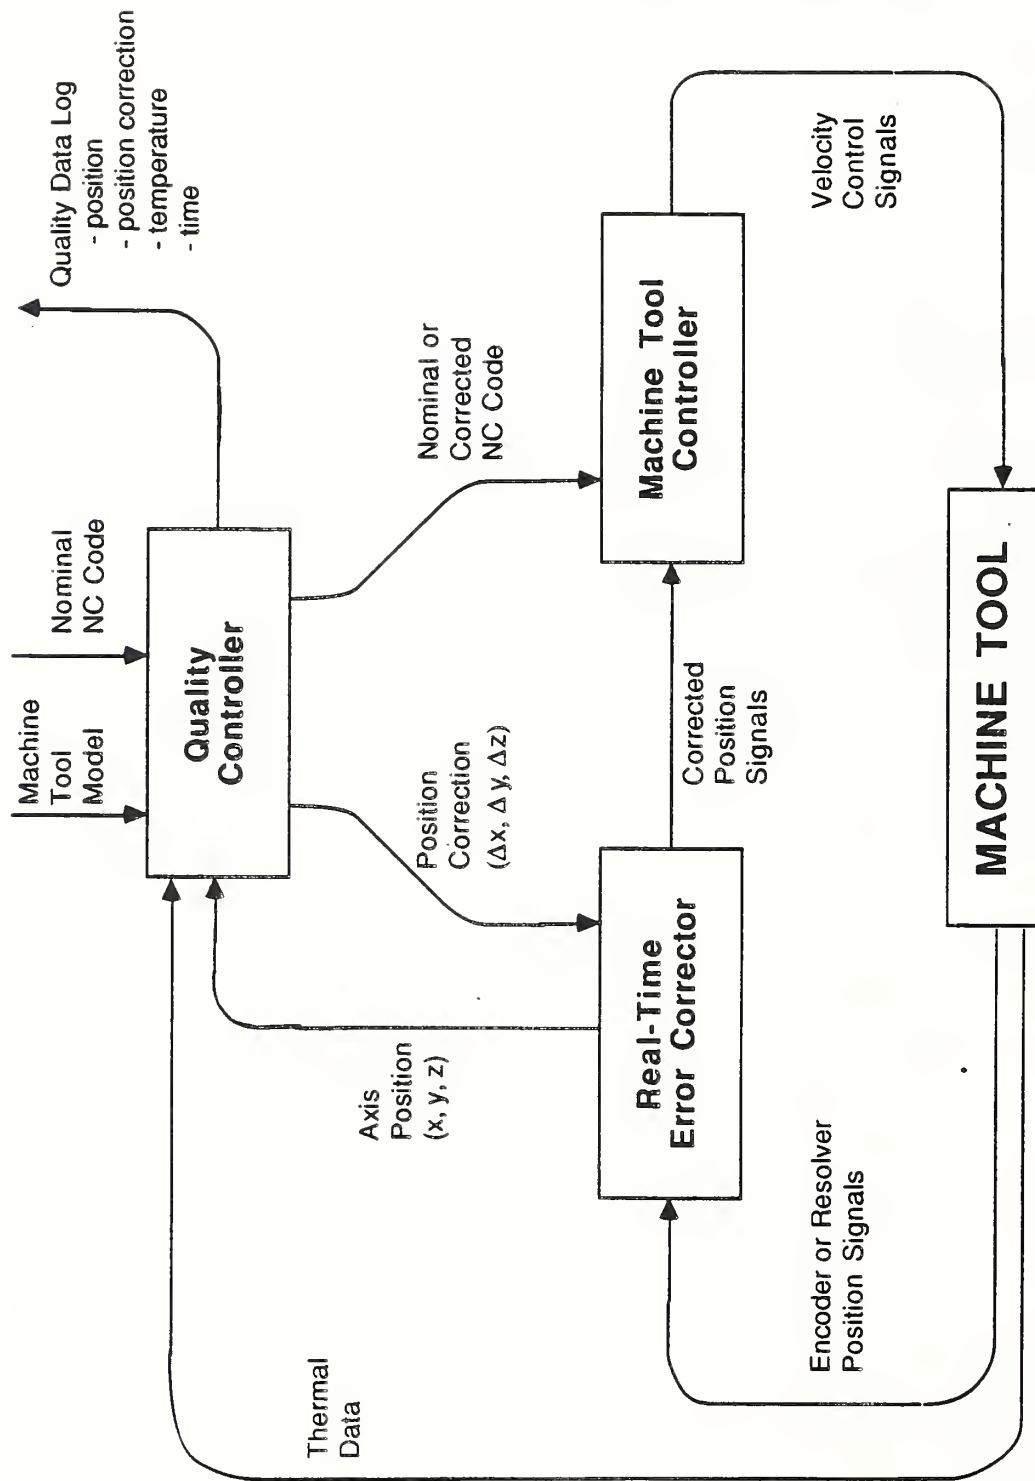 Machine
Tool
Model
Nominal
NC Code
Quality Data Log
- position
- position correction
- temperature
- time
Quality
Controller
Thermal
Data
Axis
Position
(x, y, z)
Position
Correction
(Δx, Δy, Δz)
Nominal or
Corrected
NC Code
Real-Time
Error Corrector
Corrected
Position
Signals
Machine Tool
Controller
Encoder or Resolver
Position Signals
Velocity
Control
Signals
MACHINE TOOL